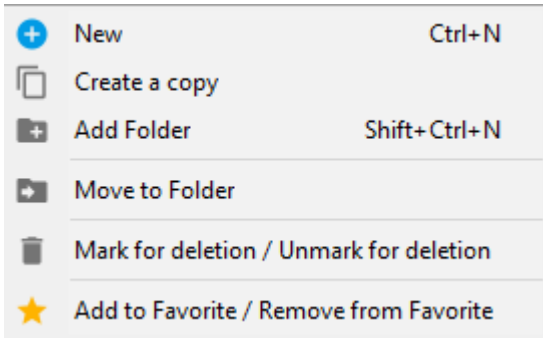 New Ctrl+N
Create a copy
Add Folder Shift+Ctrl+N
Move to Folder
Mark for deletion / Unmark for deletion
Add to Favorite / Remove from Favorite